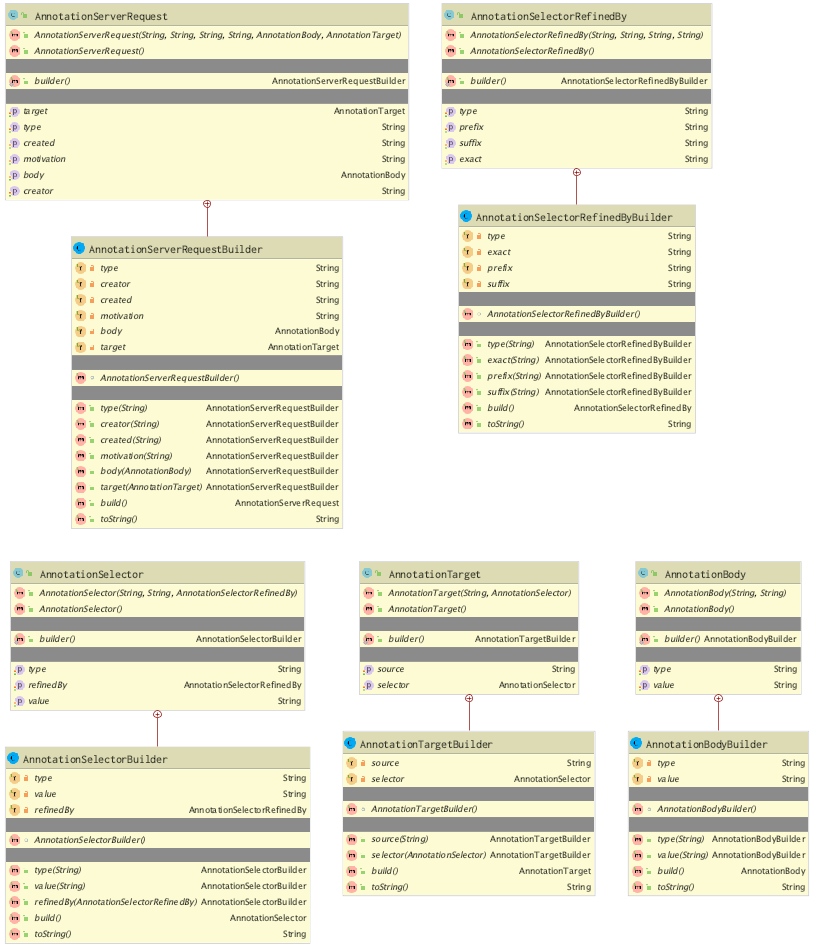 AnnotationServerRequest
AnnotationServerRequest(String, String, String, String, AnnotationBody, AnnotationTarget)
AnnotationServerRequest()
builder() AnnotationServerRequestBuilder
target AnnotationTarget
type String
created String
motivation String
body AnnotationBody
creator String
AnnotationSelectorRefinedBy
AnnotationSelectorRefinedBy(String, String, String, String)
AnnotationSelectorRefinedBy()
builder() AnnotationSelectorRefinedByBuilder
type String
prefix String
suffix String
exact String
AnnotationServerRequestBuilder
type String
creator String
created String
motivation String
body AnnotationBody
target AnnotationTarget
AnnotationServerRequestBuilder()
type(String) AnnotationServerRequestBuilder
creator(String) AnnotationServerRequestBuilder
created(String) AnnotationServerRequestBuilder
motivation(String) AnnotationServerRequestBuilder
body(AnnotationBody) AnnotationServerRequestBuilder
target(AnnotationTarget) AnnotationServerRequestBuilder
build() AnnotationServerRequest
toString() String
AnnotationSelectorRefinedByBuilder
type String
exact String
prefix String
suffix String
AnnotationSelectorRefinedByBuilder()
type(String) AnnotationSelectorRefinedByBuilder
exact(String) AnnotationSelectorRefinedByBuilder
prefix(String) AnnotationSelectorRefinedByBuilder
suffix(String) AnnotationSelectorRefinedByBuilder
build() AnnotationSelectorRefinedBy
toString() String
AnnotationSelector
AnnotationSelector(String, String, AnnotationSelectorRefinedBy)
AnnotationSelector()
builder() AnnotationSelectorBuilder
type String
refinedBy AnnotationSelectorRefinedBy
value String
AnnotationTarget
AnnotationTarget(String, AnnotationSelector)
AnnotationTarget()
builder() AnnotationTargetBuilder
source String
selector AnnotationSelector
AnnotationBody
AnnotationBody(String, String)
AnnotationBody()
builder() AnnotationBodyBuilder
type String
value String
AnnotationSelectorBuilder
type String
value String
refinedBy AnnotationSelectorRefinedBy
AnnotationSelectorBuilder()
type(String) AnnotationSelectorBuilder
value(String) AnnotationSelectorBuilder
refinedBy(AnnotationSelectorRefinedBy) AnnotationSelectorBuilder
build() AnnotationSelector
toString() String
AnnotationTargetBuilder
source String
selector AnnotationSelector
AnnotationTargetBuilder()
source(String) AnnotationTargetBuilder
selector(AnnotationSelector) AnnotationTargetBuilder
build() AnnotationTarget
toString() String
AnnotationBodyBuilder
type String
value String
AnnotationBodyBuilder()
type(String) AnnotationBodyBuilder
value(String) AnnotationBodyBuilder
build() AnnotationBody
toString() String